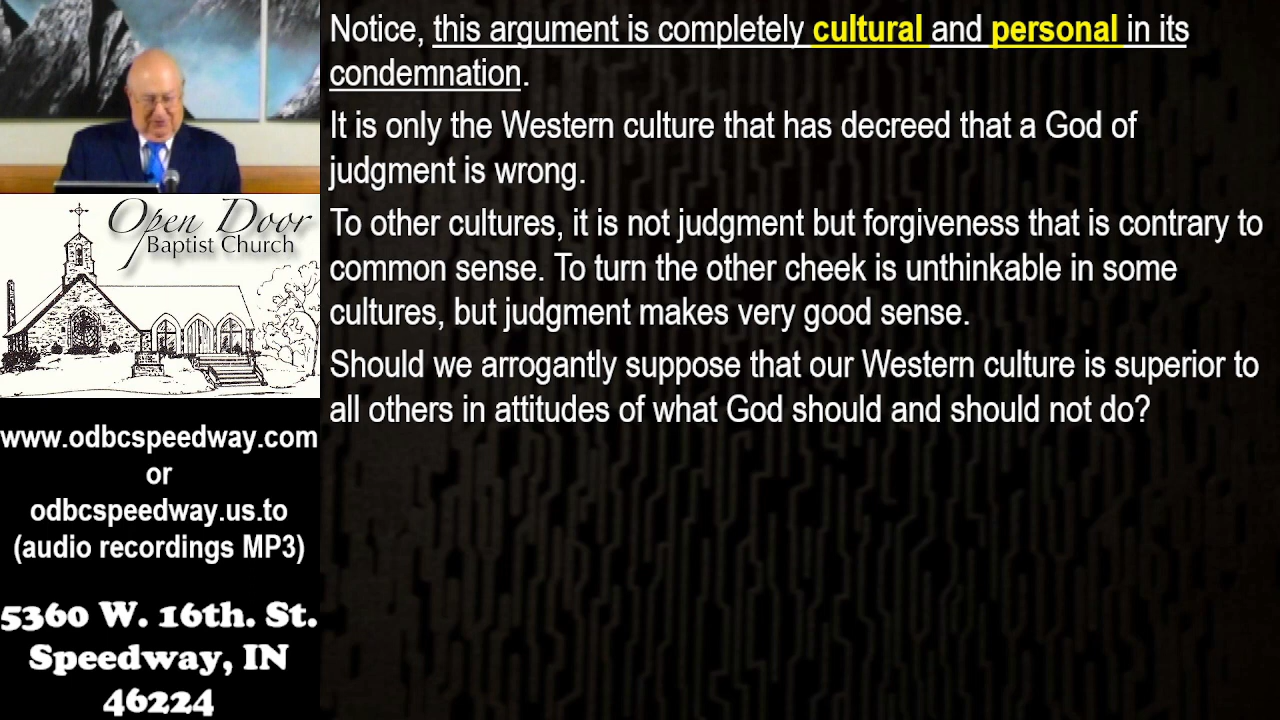 Notice, this argument is completely cultural and personal in its
condemnation.
It is only the Western culture that has decreed that a God of
judgment is wrong.
To other cultures, it is not judgment but forgiveness that is contrary to
common sense. To turn the other cheek is unthinkable in some
cultures, but judgment makes very good sense.
Should we arrogantly suppose that our Western culture is superior to
all others in attitudes of what God should and should not do?
Open Door
Baptist Church
www.odbcspeedway.com
or
odbcspeedway.us.to
(audio recordings MP3)
5360 W. 16th. St.
Speedway, IN
46224